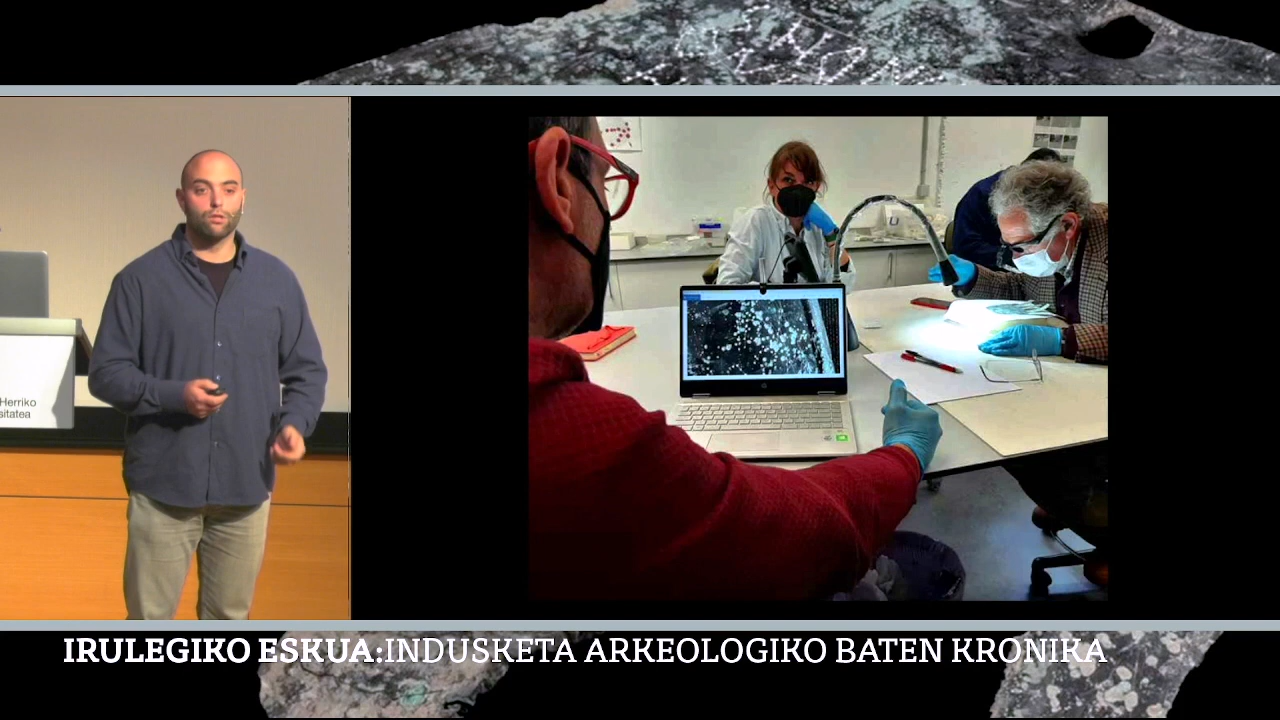 Herriko
sitatea
IRULEGIKO ESKUA:INDUSKETA ARKEOLOGIKO BATEN KRONIKA